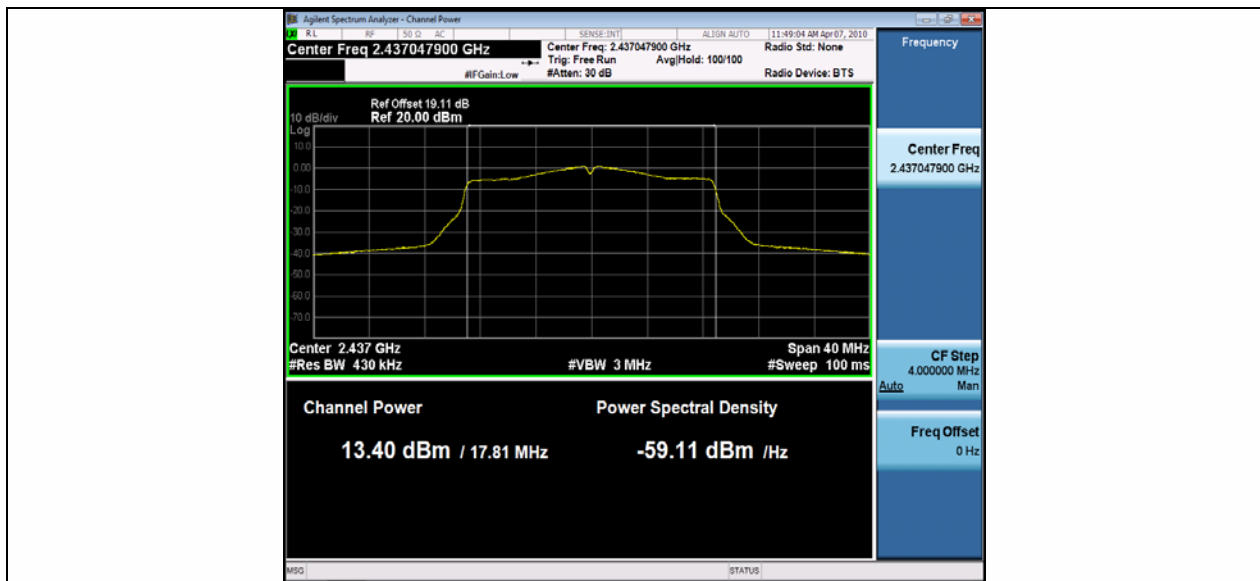 Agilent Spectrum Analyzer - Channel Power
RL RF 50 Ω AC SENSE:INT ALIGN AUTO 11:49:04 AM Apr 07, 2010
Center Freq 2.437047900 GHz
Center Freq: 2.437047900 GHz
Radio Std: None
Trig: Free Run Avg|Hold: 100/100
#IFGain:Low
#Atten: 30 dB
Radio Device: BTS
Ref Offset 19.11 dB
10 dB/div Ref 20.00 dBm
Log
10.0
0.00
-10.0
-20.0
-30.0
-40.0
-50.0
-60.0
-70.0
Center 2.437 GHz Span 40 MHz
#Res BW 430 kHz #VBW 3 MHz #Sweep 100 ms
Channel Power Power Spectral Density
13.40 dBm / 17.81 MHz -59.11 dBm /Hz
Frequency
Center Freq
2.437047900 GHz
CF Step
4.000000 MHz
Auto Man
Freq Offset
0 Hz
MSG STATUS